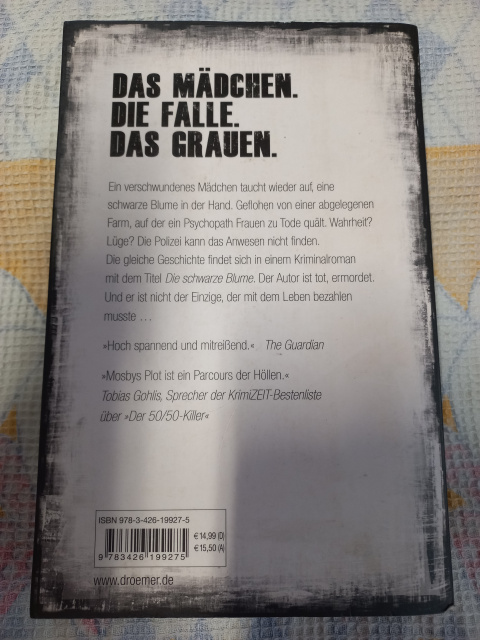 DAS MÄDCHEN.
DIE FALLE.
DAS GRAUEN.
Ein verschwundenes Mädchen taucht wieder auf, eine
schwarze Blume in der Hand. Geflohen von einer abgelegenen
Farm, auf der ein Psychopath Frauen zu Tode quält. Wahrheit?
Lüge? Die Polizei kann das Anwesen nicht finden.
Die gleiche Geschichte findet sich in einem Kriminalroman
mit dem Titel Die schwarze Blume. Der Autor ist tot, ermordet.
Und er ist nicht der Einzige, der mit dem Leben bezahlen
musste …
»Hoch spannend und mitreißend.« The Guardian
»Mosbys Plot ist ein Parcours der Höllen.«
Tobias Gohlis, Sprecher der KrimiZEIT-Bestenliste
über »Der 50/50-Killer«
ISBN 978-3-426-19927-5
€ 14,99 (D)
€ 15,50 (A)
9 783426 199275
www.droemer.de